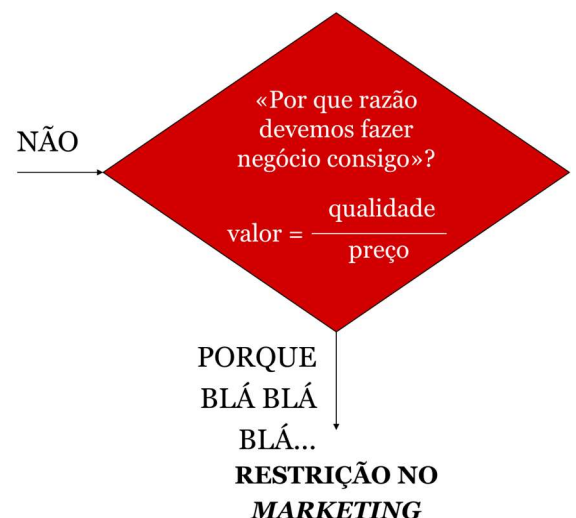 NÃO
«Por que razão
devemos fazer
negócio consigo»?
valor = qualidade
preço
PORQUE
BLÁ BLÁ
BLÁ...
RESTRIÇÃO NO
MARKETING